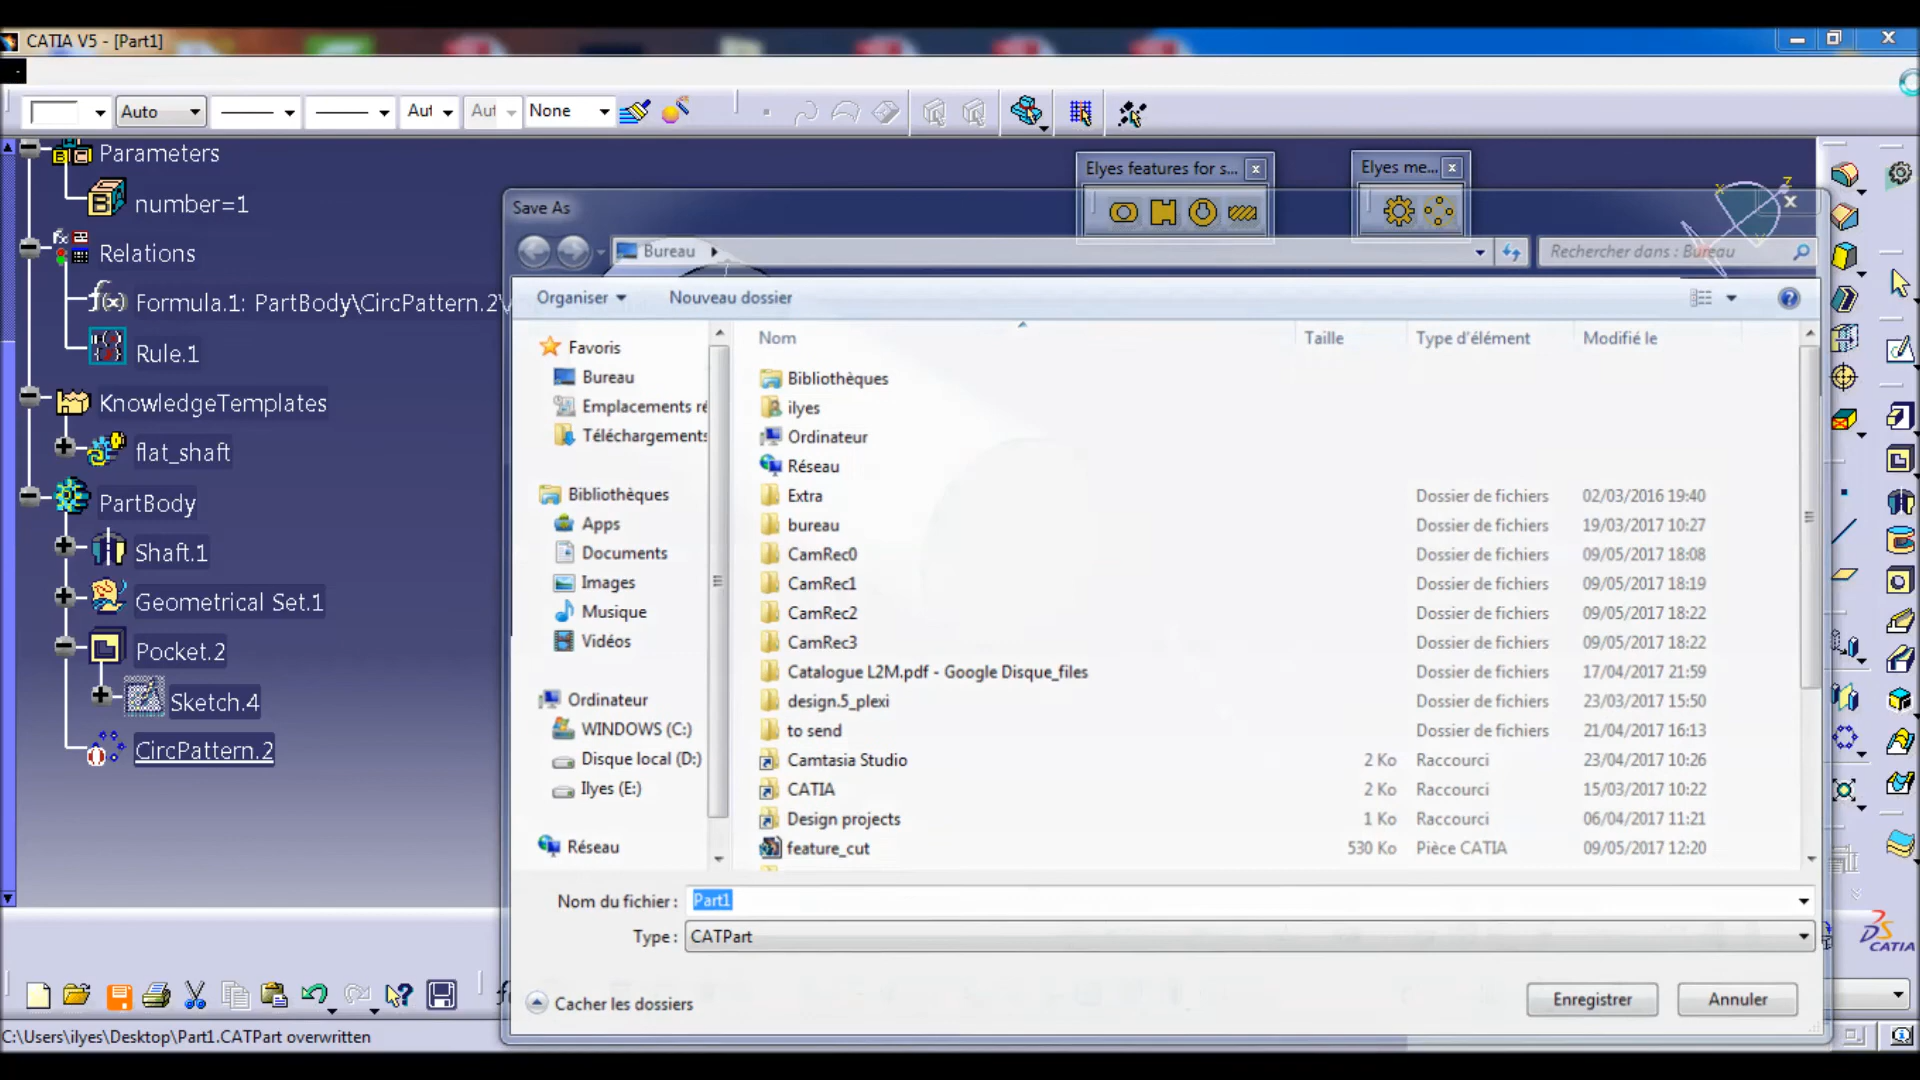 CATIA V5 - [Part1]
Auto
Aut
Aut
None
Parameters
number=1
Relations
Formula.1: PartBody\CircPattern.2\
Rule.1
KnowledgeTemplates
flat_shaft
PartBody
Shaft.1
Geometrical Set.1
Pocket.2
Sketch.4
CircPattern.2
Elyes features for s...
Elyes me...
Save As
Bureau
Rechercher dans : Bureau
Organiser
Nouveau dossier
Favoris
Bureau
Emplacements ré
Téléchargements
Bibliothèques
Apps
Documents
Images
Musique
Vidéos
Ordinateur
WINDOWS (C:)
Disque local (D:)
Ilyes (E:)
Réseau
Nom Taille Type d'élément Modifié le
Bibliothèques
ilyes
Ordinateur
Réseau
Extra Dossier de fichiers 02/03/2016 19:40
bureau Dossier de fichiers 19/03/2017 10:27
CamRec0 Dossier de fichiers 09/05/2017 18:08
CamRec1 Dossier de fichiers 09/05/2017 18:19
CamRec2 Dossier de fichiers 09/05/2017 18:22
CamRec3 Dossier de fichiers 09/05/2017 18:22
Catalogue L2M.pdf - Google Disque_files Dossier de fichiers 17/04/2017 21:59
design.5_plexi Dossier de fichiers 23/03/2017 15:50
to send Dossier de fichiers 21/04/2017 16:13
Camtasia Studio 2 Ko Raccourci 23/04/2017 10:26
CATIA 2 Ko Raccourci 15/03/2017 10:22
Design projects 1 Ko Raccourci 06/04/2017 11:21
feature_cut 530 Ko Pièce CATIA 09/05/2017 12:20
Nom du fichier : Part1
Type : CATPart
Cacher les dossiers
Enregistrer
Annuler
CATIA
C:\Users\ilyes\Desktop\Part1.CATPart overwritten